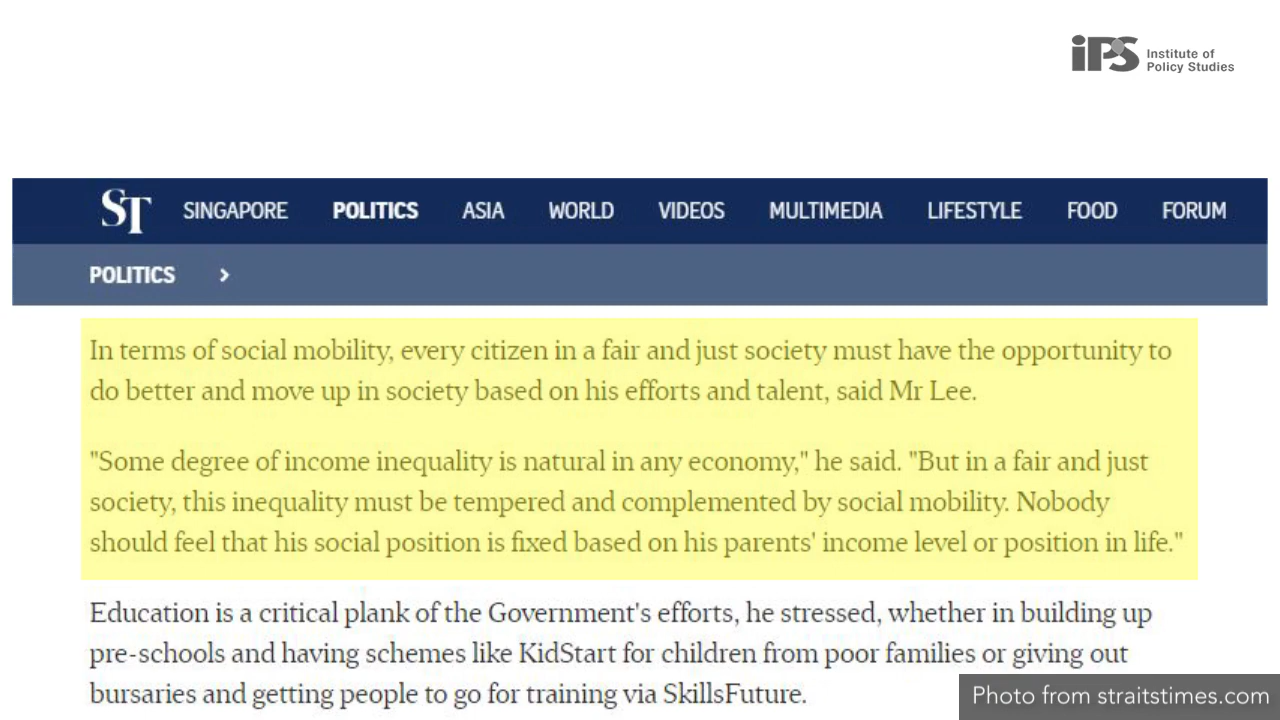 iPS Institute of
Policy Studies
ST SINGAPORE POLITICS ASIA WORLD VIDEOS MULTIMEDIA LIFESTYLE FOOD FORUM
POLITICS >
In terms of social mobility, every citizen in a fair and just society must have the opportunity to
do better and move up in society based on his efforts and talent, said Mr Lee.
"Some degree of income inequality is natural in any economy," he said. "But in a fair and just
society, this inequality must be tempered and complemented by social mobility. Nobody
should feel that his social position is fixed based on his parents' income level or position in life."
Education is a critical plank of the Government's efforts, he stressed, whether in building up
pre-schools and having schemes like KidStart for children from poor families or giving out
bursaries and getting people to go for training via SkillsFuture.
Photo from straitstimes.com